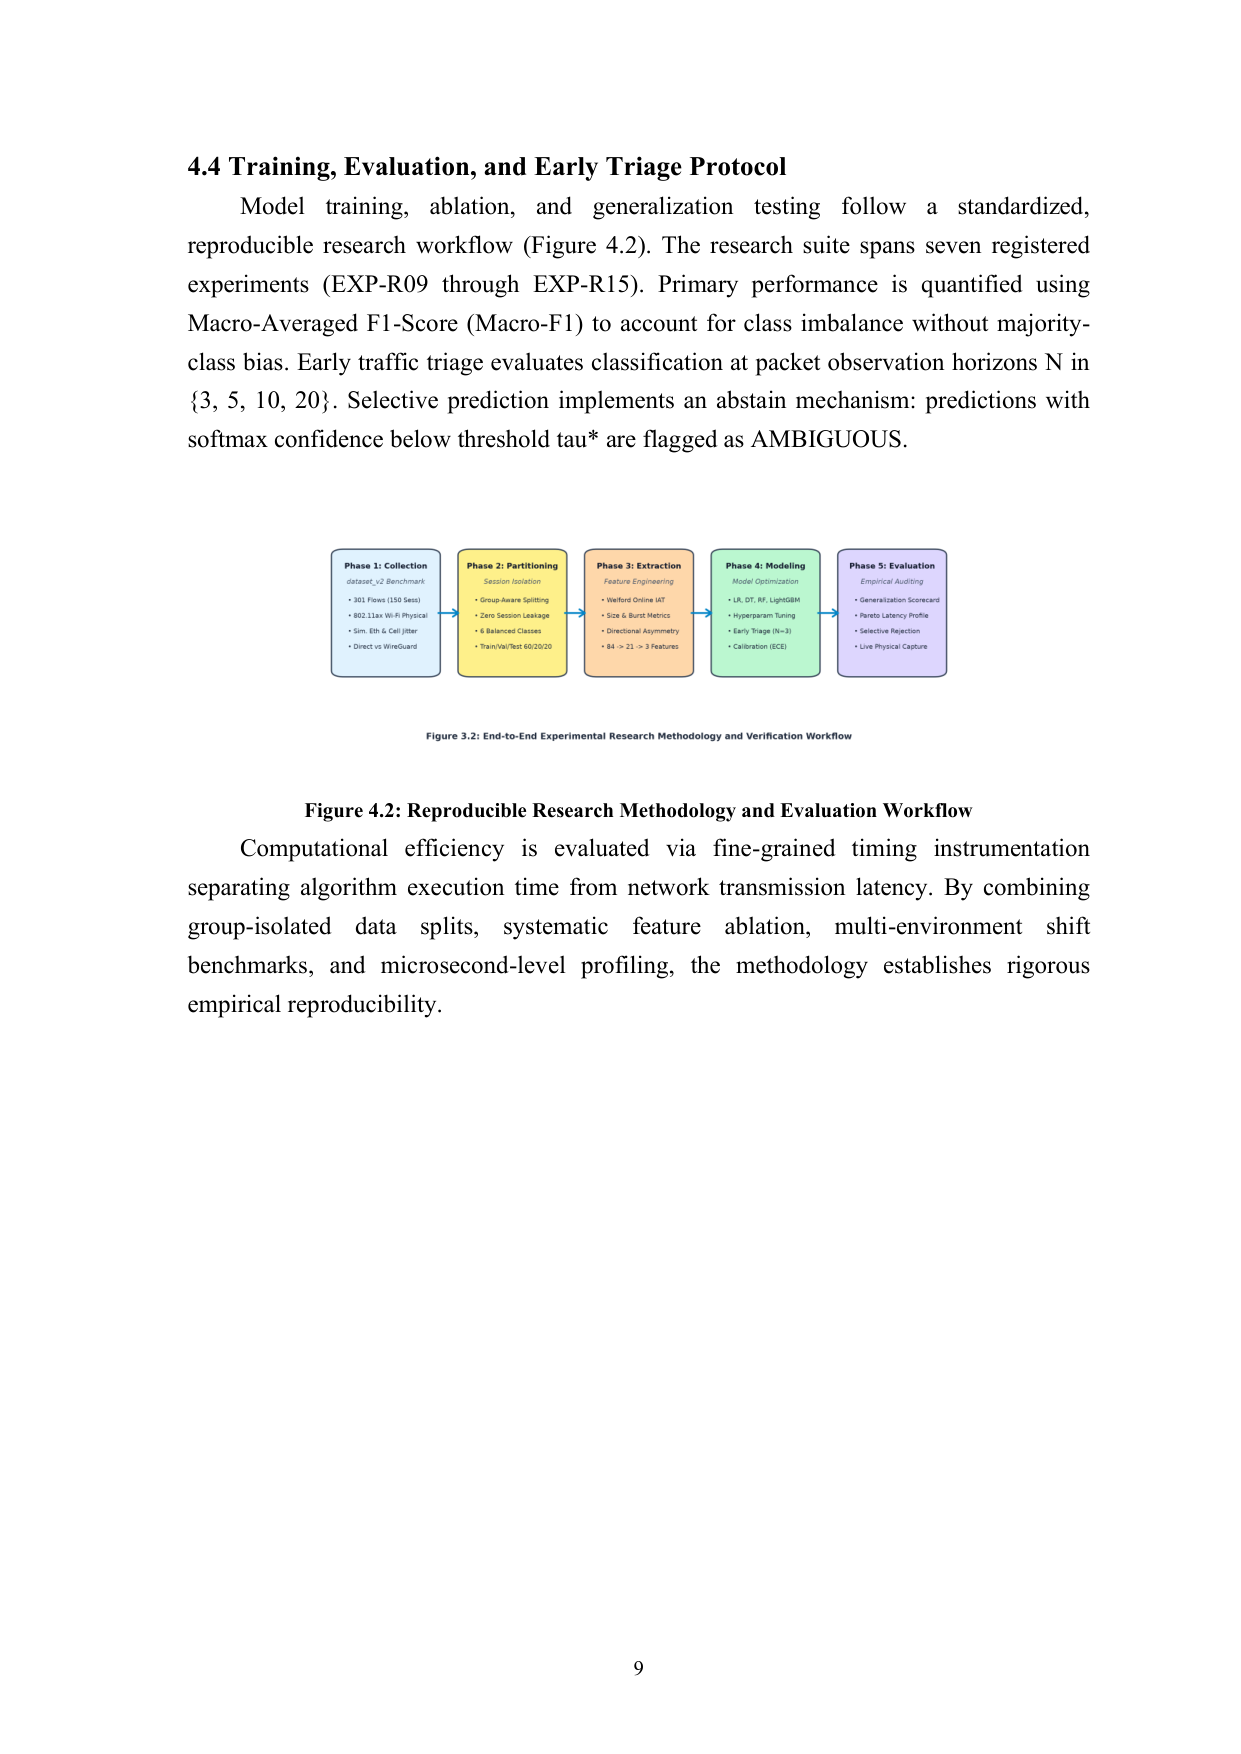 4.4 Training, Evaluation, and Early Triage Protocol
Model training, ablation, and generalization testing follow a standardized,
reproducible research workflow (Figure 4.2). The research suite spans seven registered
experiments (EXP-R09 through EXP-R15). Primary performance is quantified using
Macro-Averaged F1-Score (Macro-F1) to account for class imbalance without majority-
class bias. Early traffic triage evaluates classification at packet observation horizons N in
{3, 5, 10, 20}. Selective prediction implements an abstain mechanism: predictions with
softmax confidence below threshold tau* are flagged as AMBIGUOUS.
Phase 1: Collection
dataset_v2 Benchmark
• 301 Flows (150 Sess)
• 802.11ax Wi-Fi Physical
• Sim. Eth & Cell Jitter
• Direct vs WireGuard
Phase 2: Partitioning
Session Isolation
• Group-Aware Splitting
• Zero Session Leakage
• 6 Balanced Classes
• Train/Val/Test 60/20/20
Phase 3: Extraction
Feature Engineering
• Welford Online IAT
• Size & Burst Metrics
• Directional Asymmetry
• 84 -> 21 -> 3 Features
Phase 4: Modeling
Model Optimization
• LR, DT, RF, LightGBM
• Hyperparam Tuning
• Early Triage (N=3)
• Calibration (ECE)
Phase 5: Evaluation
Empirical Auditing
• Generalization Scorecard
• Pareto Latency Profile
• Selective Rejection
• Live Physical Capture
Figure 3.2: End-to-End Experimental Research Methodology and Verification Workflow
Figure 4.2: Reproducible Research Methodology and Evaluation Workflow
Computational efficiency is evaluated via fine-grained timing instrumentation
separating algorithm execution time from network transmission latency. By combining
group-isolated data splits, systematic feature ablation, multi-environment shift
benchmarks, and microsecond-level profiling, the methodology establishes rigorous
empirical reproducibility.
9